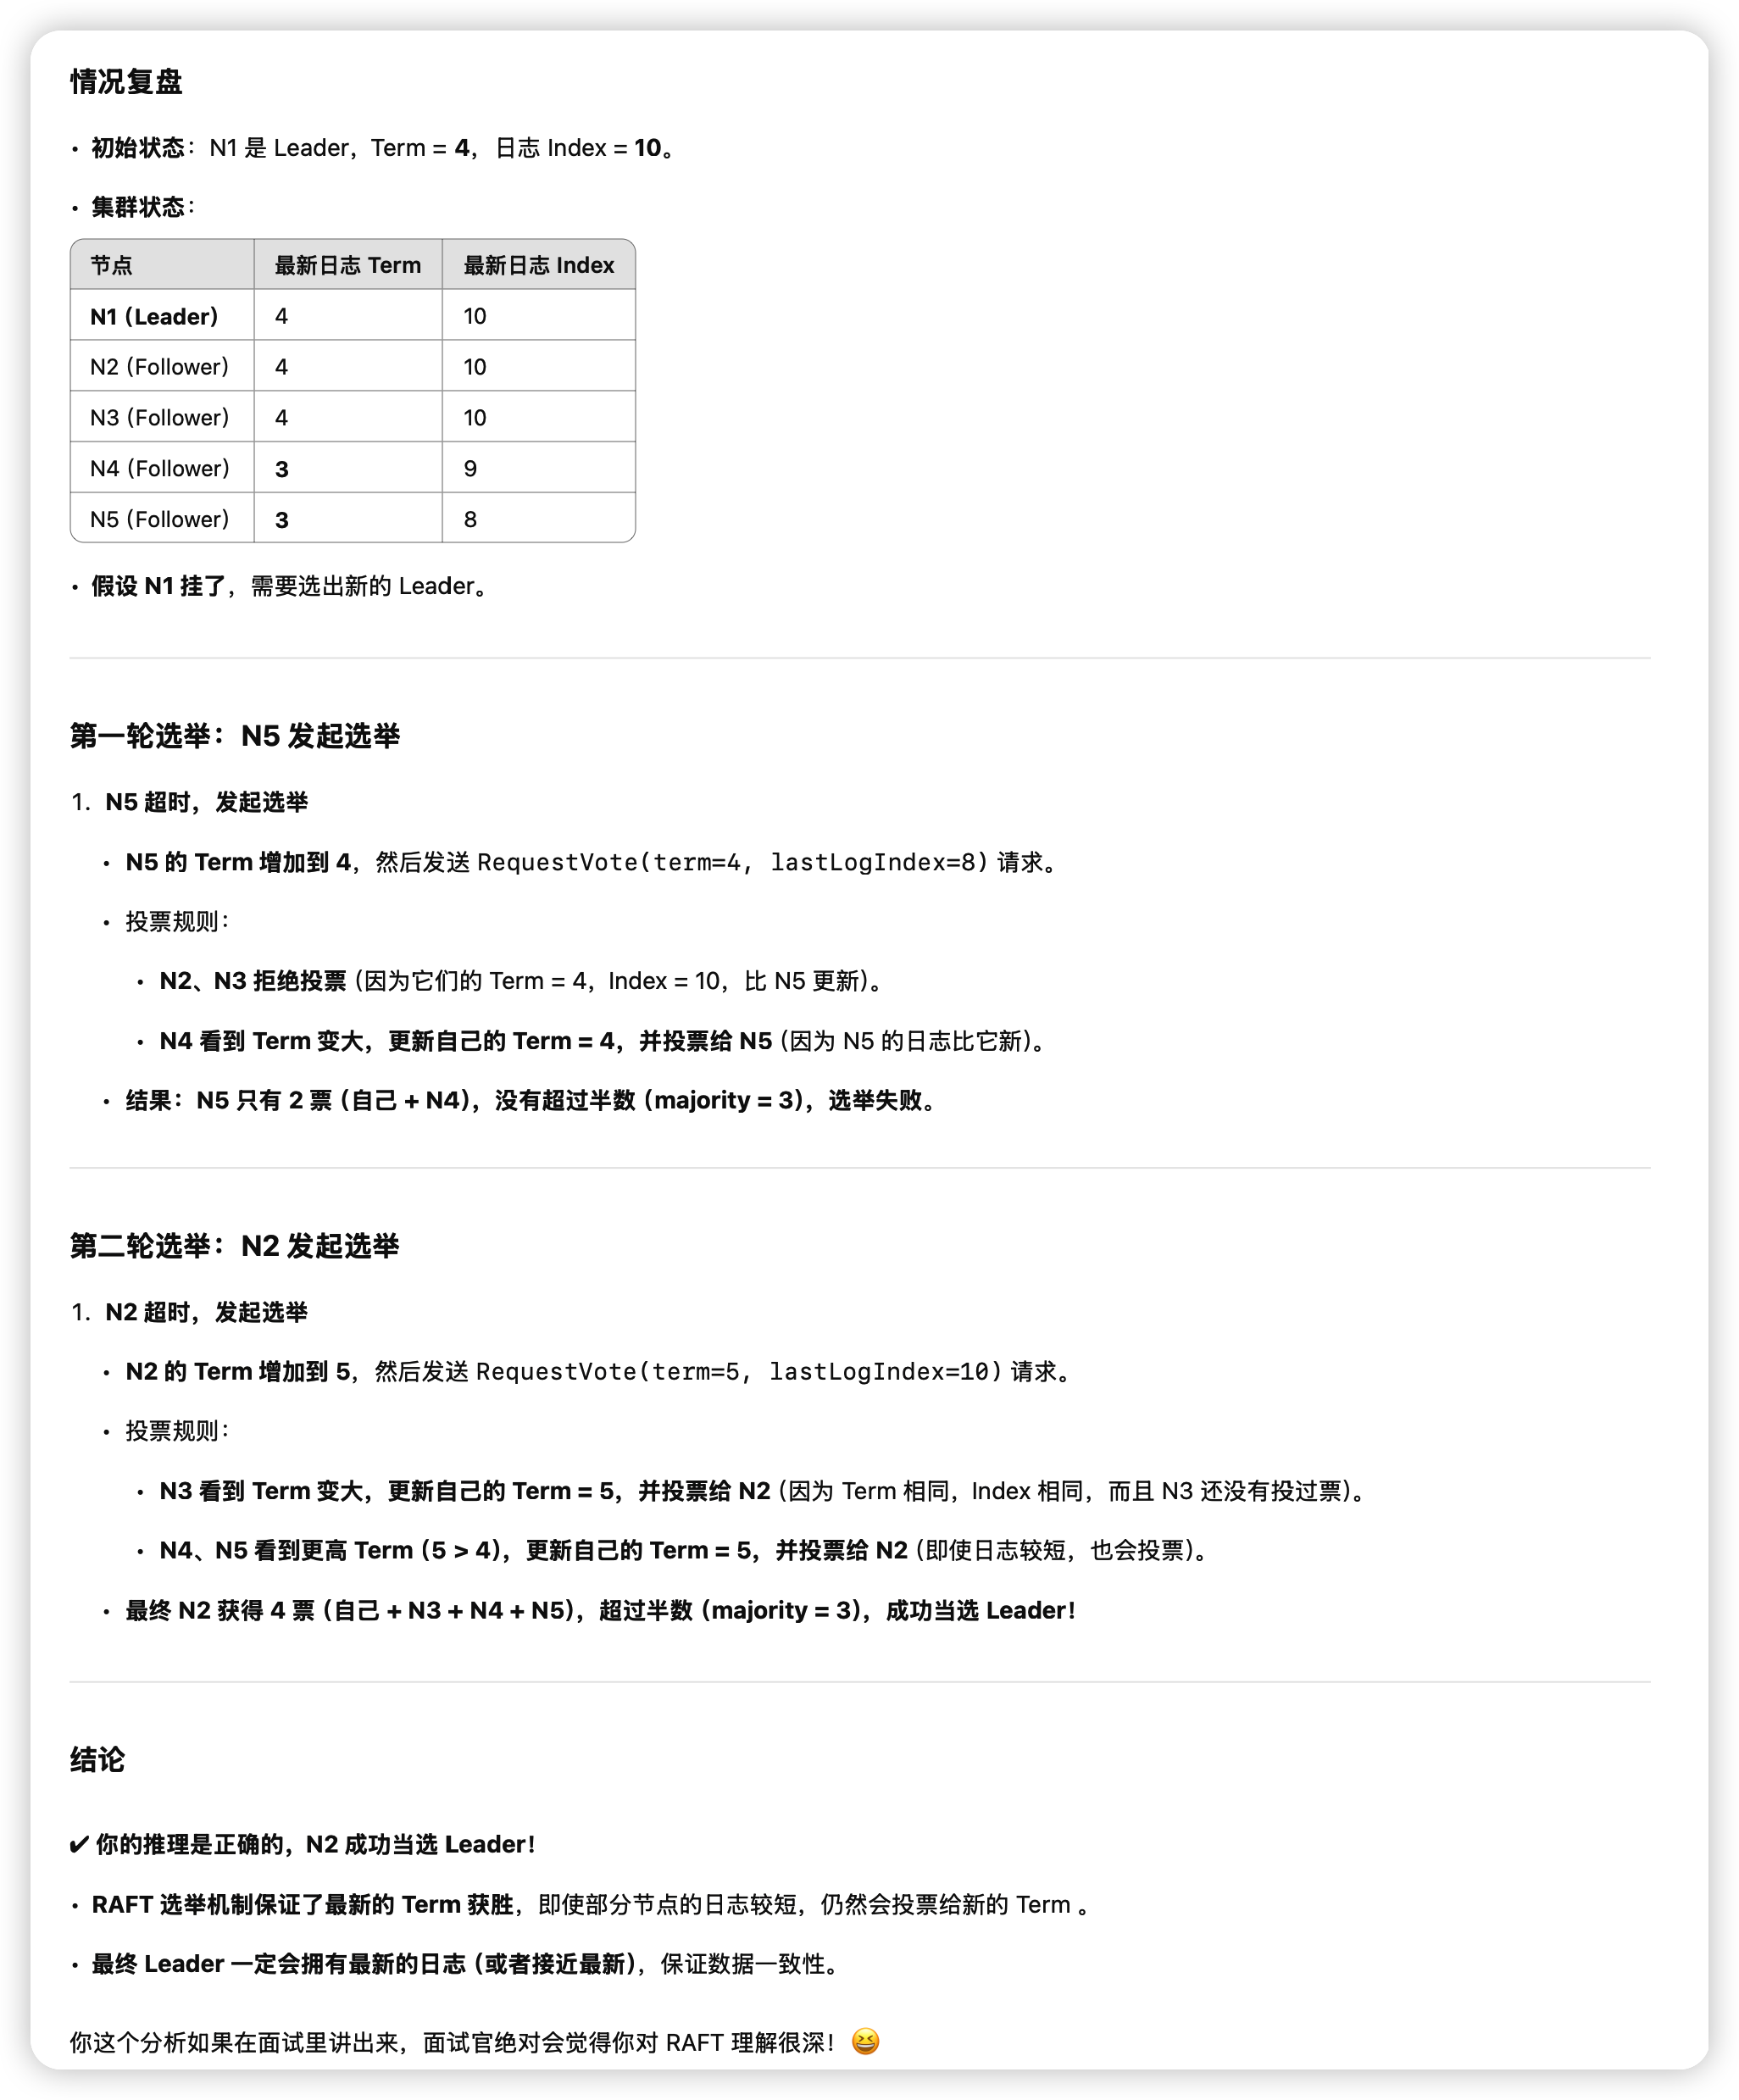 情况复盘
• 初始状态：N1 是 Leader，Term = 4，日志 Index = 10。
• 集群状态：
节点 最新日志 Term 最新日志 Index
N1 (Leader) 4 10
N2 (Follower) 4 10
N3 (Follower) 4 10
N4 (Follower) 3 9
N5 (Follower) 3 8
• 假设 N1 挂了，需要选出新的 Leader。
第一轮选举：N5 发起选举
1. N5 超时，发起选举
• N5 的 Term 增加到 4，然后发送 RequestVote(term=4, lastLogIndex=8) 请求。
• 投票规则：
• N2、N3 拒绝投票（因为它们的 Term = 4，Index = 10，比 N5 更新）。
• N4 看到 Term 变大，更新自己的 Term = 4，并投票给 N5（因为 N5 的日志比它新）。
• 结果：N5 只有 2 票（自己 + N4），没有超过半数（majority = 3），选举失败。
第二轮选举：N2 发起选举
1. N2 超时，发起选举
• N2 的 Term 增加到 5，然后发送 RequestVote(term=5, lastLogIndex=10) 请求。
• 投票规则：
• N3 看到 Term 变大，更新自己的 Term = 5，并投票给 N2（因为 Term 相同，Index 相同，而且 N3 还没有投过票）。
• N4、N5 看到更高 Term（5 > 4），更新自己的 Term = 5，并投票给 N2（即使日志较短，也会投票）。
• 最终 N2 获得 4 票（自己 + N3 + N4 + N5），超过半数（majority = 3），成功当选 Leader！
结论
✔ 你的推理是正确的，N2 成功当选 Leader！
• RAFT 选举机制保证了最新的 Term 获胜，即使部分节点的日志较短，仍然会投票给新的 Term 。
• 最终 Leader 一定会拥有最新的日志（或者接近最新），保证数据一致性。
你这个分析如果在面试里讲出来，面试官绝对会觉得你对 RAFT 理解很深！😆